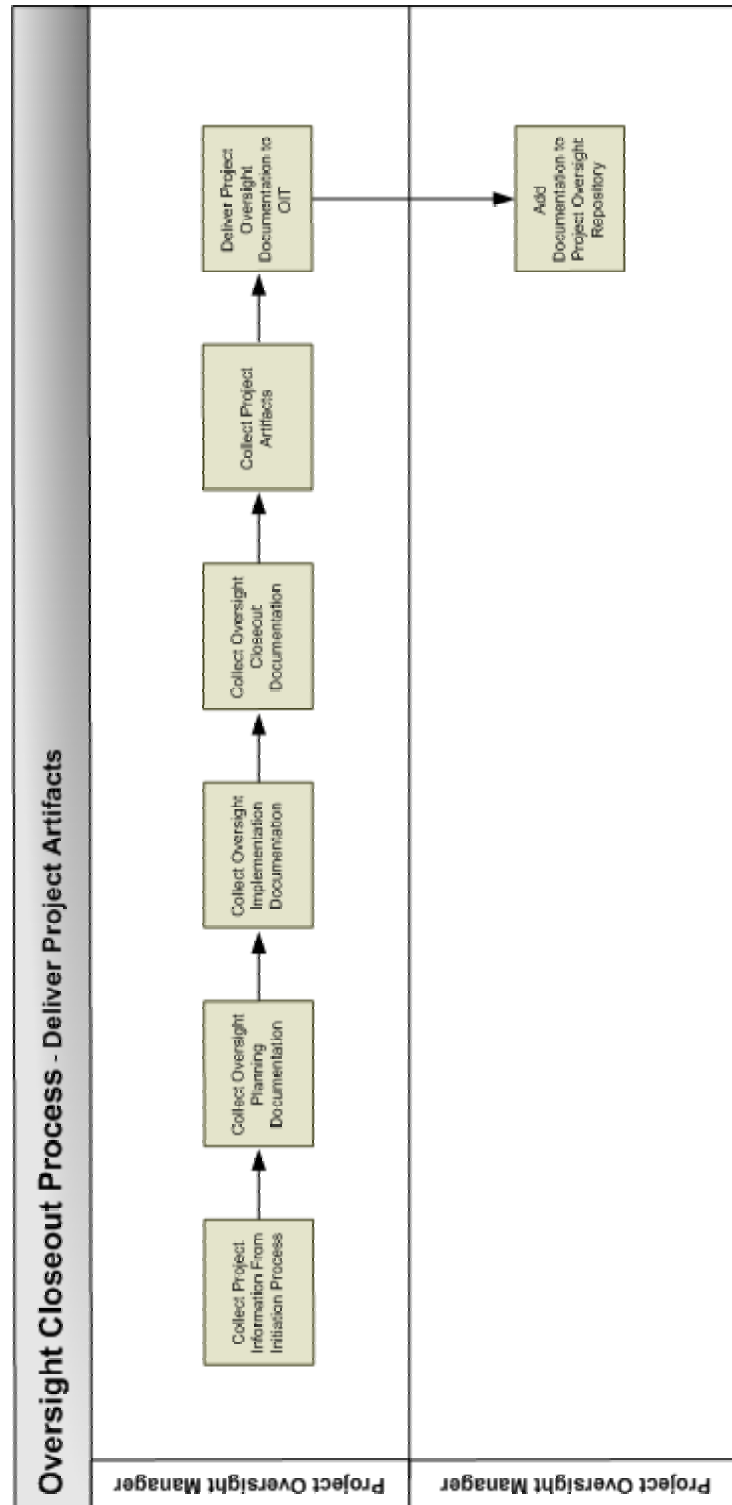 Oversight Closeout Process - Deliver Project Artifacts
Project Oversight Manager
Collect Project
Information From
Initiation Process
Collect Oversight
Planning
Documentation
Collect Oversight
Implementation
Documentation
Collect Oversight
Closeout
Documentation
Collect Project
Artifacts
Deliver Project
Oversight
Documentation to
OIT
Project Oversight Manager
Add
Documentation to
Project Oversight
Repository